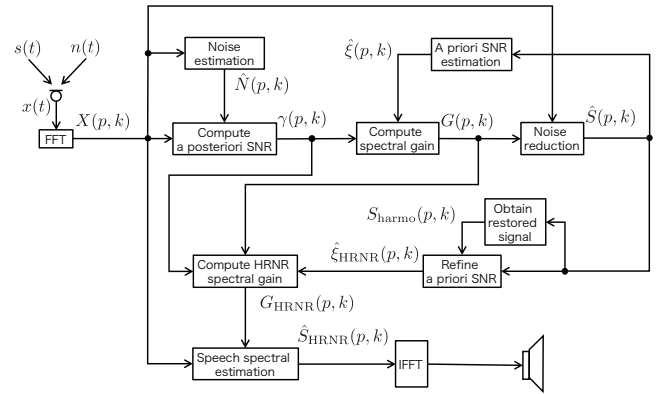 s(t)
n(t)
Noise
estimation
ξ̂(p, k)
A priori SNR
estimation
N̂(p, k)
x(t)
X(p, k)
γ(p, k)
G(p, k)
Ŝ(p, k)
FFT
Compute
a posteriori SNR
Compute
spectral gain
Noise
reduction
S_harmo(p, k)
Obtain
restored
signal
ξ̂_HRNR(p, k)
Compute HRNR
spectral gain
Refine
a priori SNR
G_HRNR(p, k)
Ŝ_HRNR(p, k)
Speech spectral
estimation
IFFT